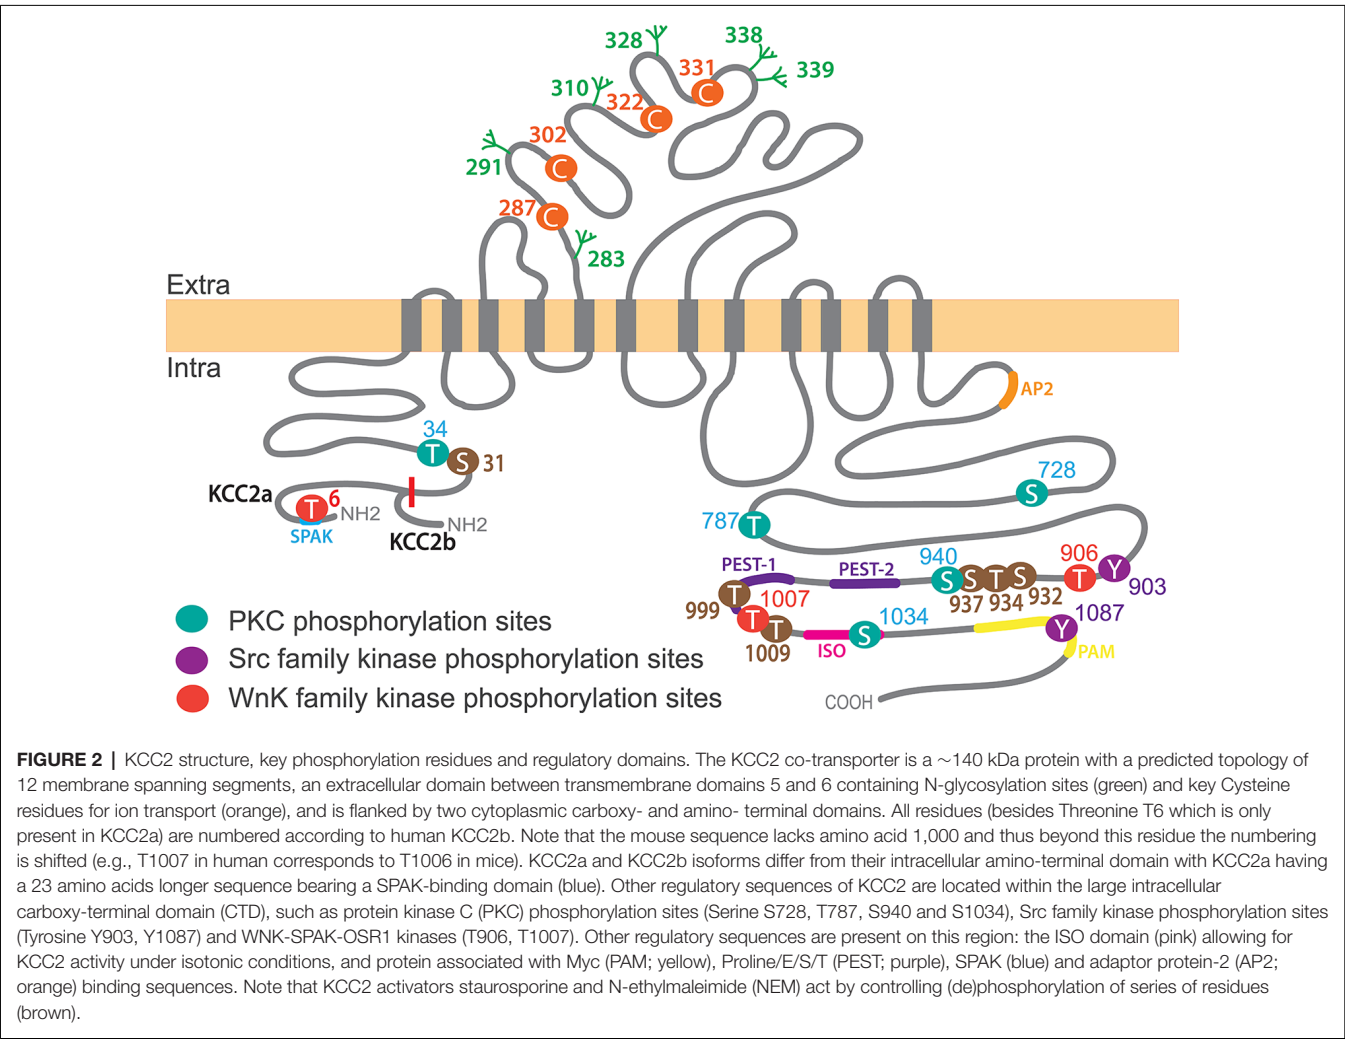 328
338
331
339
310
322
302
291
C
C
C
C
287
283
Extra
Intra
AP2
34
T
S
31
728
S
KCC2a
6
T
NH2
SPAK
NH2
KCC2b
787
T
PEST-1
PEST-2
940
906
S
S
T
S
T
Y
903
937
934
932
999
T
1007
T
T
1009
ISO
S
1034
1087
Y
PAM
COOH
PKC phosphorylation sites
Src family kinase phosphorylation sites
WnK family kinase phosphorylation sites
FIGURE 2 | KCC2 structure, key phosphorylation residues and regulatory domains. The KCC2 co-transporter is a ∼140 kDa protein with a predicted topology of
12 membrane spanning segments, an extracellular domain between transmembrane domains 5 and 6 containing N-glycosylation sites (green) and key Cysteine
residues for ion transport (orange), and is flanked by two cytoplasmic carboxy- and amino- terminal domains. All residues (besides Threonine T6 which is only
present in KCC2a) are numbered according to human KCC2b. Note that the mouse sequence lacks amino acid 1,000 and thus beyond this residue the numbering
is shifted (e.g., T1007 in human corresponds to T1006 in mice). KCC2a and KCC2b isoforms differ from their intracellular amino-terminal domain with KCC2a having
a 23 amino acids longer sequence bearing a SPAK-binding domain (blue). Other regulatory sequences of KCC2 are located within the large intracellular
carboxy-terminal domain (CTD), such as protein kinase C (PKC) phosphorylation sites (Serine S728, T787, S940 and S1034), Src family kinase phosphorylation sites
(Tyrosine Y903, Y1087) and WNK-SPAK-OSR1 kinases (T906, T1007). Other regulatory sequences are present on this region: the ISO domain (pink) allowing for
KCC2 activity under isotonic conditions, and protein associated with Myc (PAM; yellow), Proline/E/S/T (PEST; purple), SPAK (blue) and adaptor protein-2 (AP2;
orange) binding sequences. Note that KCC2 activators staurosporine and N-ethylmaleimide (NEM) act by controlling (de)phosphorylation of series of residues
(brown).